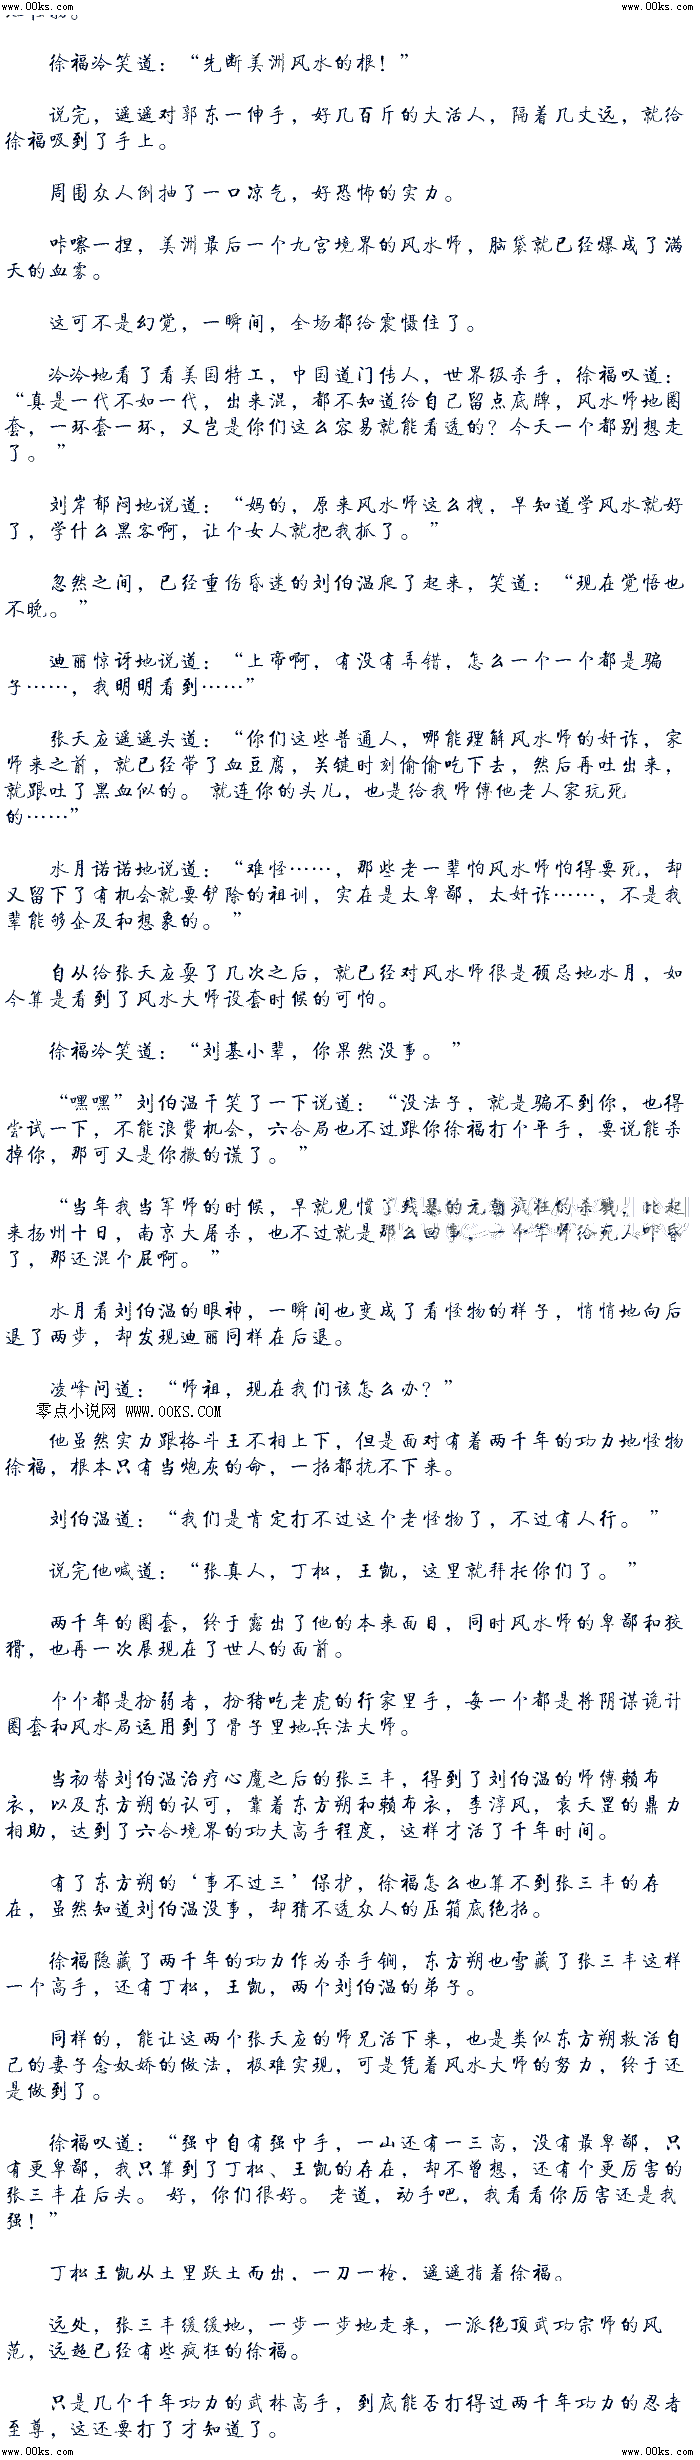 www.00ks.com www.00ks.com
徐福冷笑道：“先断美洲风水的根！”
说完，遥遥对郭东一伸手，好几百斤的大活人，隔着几丈远，就给
徐福吸到了手上。
周围众人倒抽了一口凉气，好恐怖的实力。
咔嚓一捏，美洲最后一个九宫境界的风水师，脑袋就已经爆成了满
天的血雾。
这可不是幻觉，一瞬间，全场都给震慑住了。
冷冷地看了看美国特工，中国道门传人，世界级杀手，徐福叹道：
“真是一代不如一代，出来混，都不知道给自己留点底牌，风水师地圈
套，一环套一环，又岂是你们这么容易就能看透的？今天一个都别想走
了。”
刘岸郁闷地说道：“妈的，原来风水师这么拽，早知道学风水就好
了，学什么黑客啊，让个女人就把我抓了。”
忽然之间，已经重伤昏迷的刘伯温爬了起来，笑道：“现在觉悟也
不晚。”
迪丽惊讶地说道：“上帝啊，有没有弄错，怎么一个一个都是骗
子……，我明明看到……”
张天应遥遥头道：“你们这些普通人，哪能理解风水师的奸诈，家
师来之前，就已经带了血豆腐，关键时刻偷偷吃下去，然后再吐出来，
就跟吐了黑血似的。 就连你的头儿，也是给我师傅他老人家玩死
的……”
水月诺诺地说道：“难怪……，那些老一辈怕风水师怕得要死，却
又留下了有机会就要铲除的祖训，实在是太卑鄙，太奸诈……，不是我
辈能够企及和想象的。”
自从给张天应耍了几次之后，就已经对风水师很是顾忌地水月，如
今算是看到了风水大师设套时候的可怕。
徐福冷笑道：“刘基小辈，你果然没事。”
“嘿嘿”刘伯温干笑了一下说道：“没法子，就是骗不到你，也得
尝试一下，不能浪费机会，六合局也不过跟你徐福打个平手，要说能杀
掉你，那可又是你撒的谎了。”
“当年我当军师的时候，早就见惯了残暴的元朝疯狂的杀戮，比起
来扬州十日，南京大屠杀，也不过就是那么回事，一个军师给死人吓昏
了，那还混个屁啊。”
水月看刘伯温的眼神，一瞬间也变成了看怪物的样子，悄悄地向后
退了两步，却发现迪丽同样在后退。
凌峰问道：“师祖，现在我们该怎么办？”
零点小说网 www.00KS.COM
他虽然实力跟格斗王不相上下，但是面对有着两千年的功力地怪物
徐福，根本只有当炮灰的命，一招都抗不下来。
刘伯温道：“我们是肯定打不过这个老怪物了，不过有人行。”
说完他喊道：“张真人，丁松，王凯，这里就拜托你们了。”
两千年的圈套，终于露出了他的本来面目，同时风水师的卑鄙和狡
猾，也再一次展现在了世人的面前。
个个都是扮弱者，扮猪吃老虎的行家里手，每一个都是将阴谋诡计
圈套和风水局运用到了骨子里地兵法大师。
当初替刘伯温治疗心魔之后的张三丰，得到了刘伯温的师傅赖布
衣，以及东方朔的认可，靠着东方朔和赖布衣，李淳风，袁天罡的鼎力
相助，达到了六合境界的功夫高手程度，这样才活了千年时间。
有了东方朔的‘事不过三’保护，徐福怎么也算不到张三丰的存
在，虽然知道刘伯温没事，却猜不透众人的压箱底绝招。
徐福隐藏了两千年的功力作为杀手锏，东方朔也雪藏了张三丰这样
一个高手，还有丁松，王凯，两个刘伯温的弟子。
同样的，能让这两个张天应的师兄活下来，也是类似东方朔救活自
己的妻子念奴娇的做法，极难实现，可是凭着风水大师的努力，终于还
是做到了。
徐福叹道：“强中自有强中手，一山还有一三高，没有最卑鄙，只
有更卑鄙，我只算到了丁松、王凯的存在，却不曾想，还有个更厉害的
张三丰在后头。 好，你们很好。 老道，动手吧，我看看你厉害还是我
强！”
丁松王凯从土里跃土而出，一刀一枪，遥遥指着徐福。
远处，张三丰缓缓地，一步一步地走来，一派绝顶武功宗师的风
范，远超已经有些疯狂的徐福。
只是几个千年功力的武林高手，到底能否打得过两千年功力的忍者
至尊，这还要打了才知道了。
www.00ks.com www.00ks.com